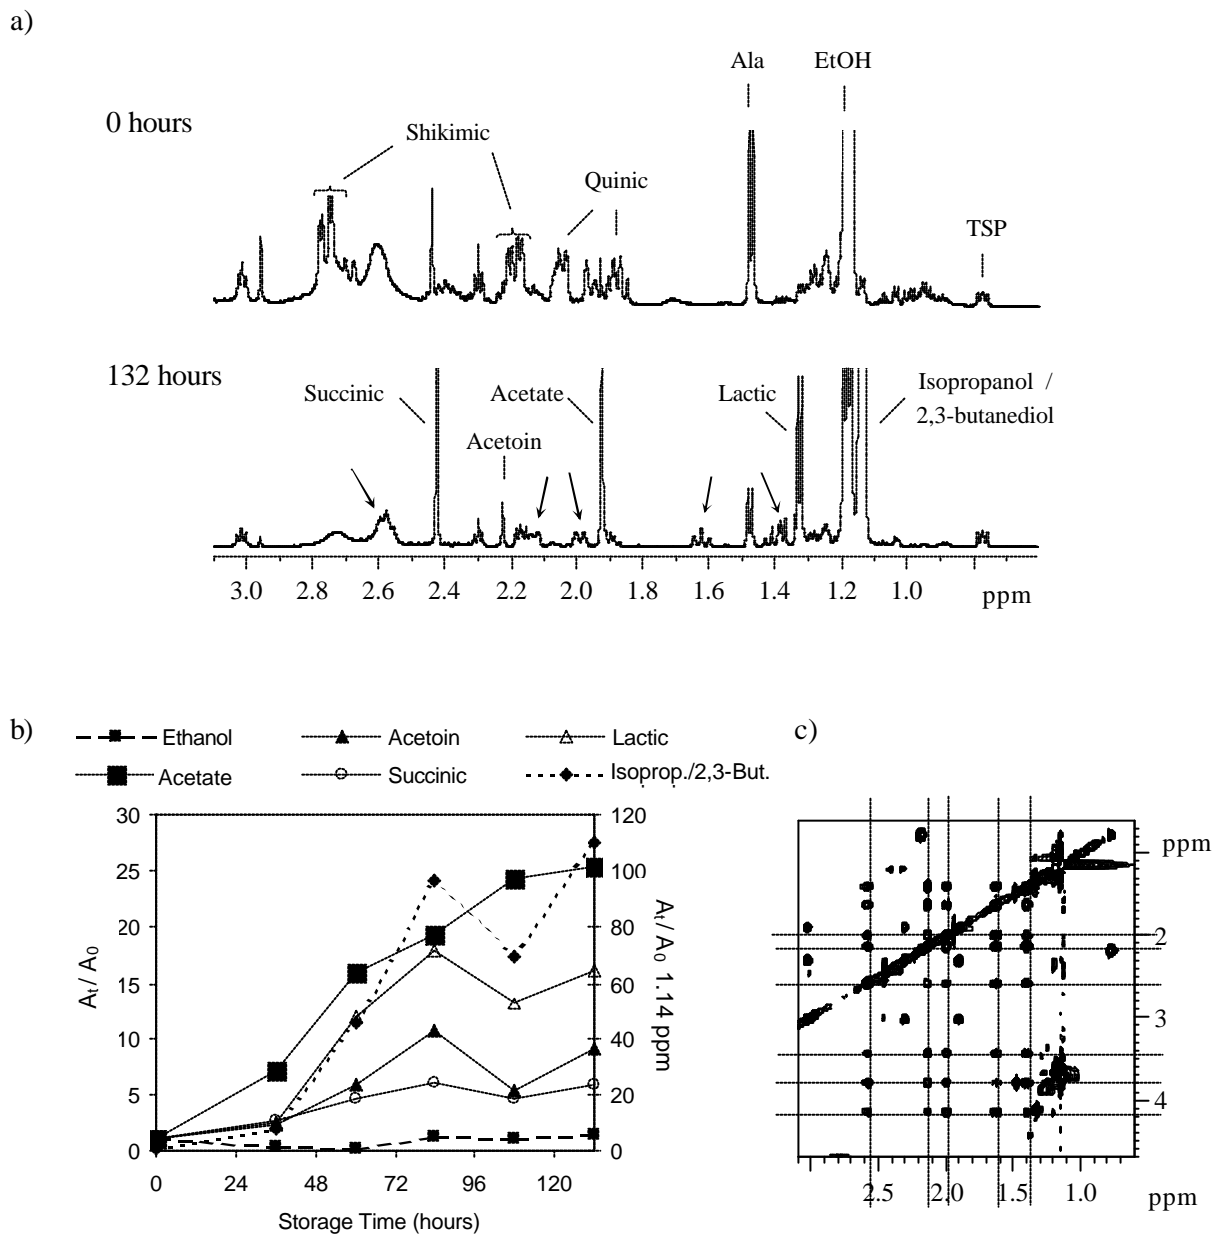 a)
Ala EtOH
0 hours
Shikimic
Quinic
TSP
132 hours
Succinic Acetate Lactic Isopropanol /
2,3-butanediol
Acetoin
3.0 2.8 2.6 2.4 2.2 2.0 1.8 1.6 1.4 1.2 1.0 ppm
b)
Ethanol Acetoin Lactic
Acetate Succinic Isoprop./2,3-But.
30 25 20 15 10 5 0
At / A0
120 100 80 60 40 20 0
At / A0 1.14 ppm
0 24 48 72 96 120
Storage Time (hours)
c)
ppm
2
3
4
2.5 2.0 1.5 1.0 ppm